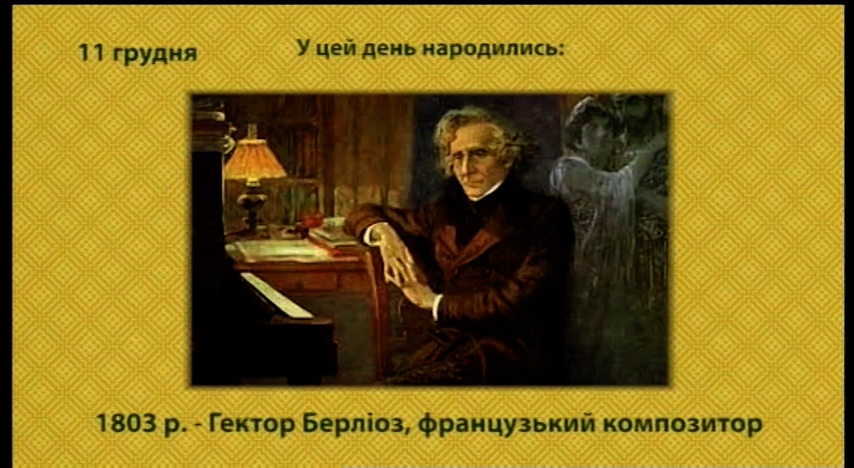 11 грудня
У цей день народились:
1803 р. - Гектор Берліоз, французький композитор